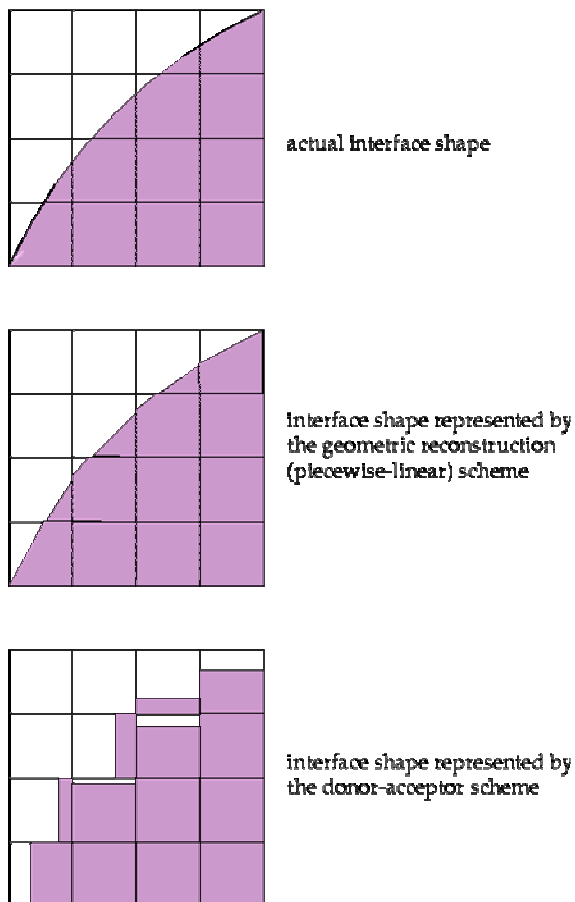 actual interface shape
interface shape represented by
the geometric reconstruction
(piecewise-linear) scheme
interface shape represented by
the donor-acceptor scheme